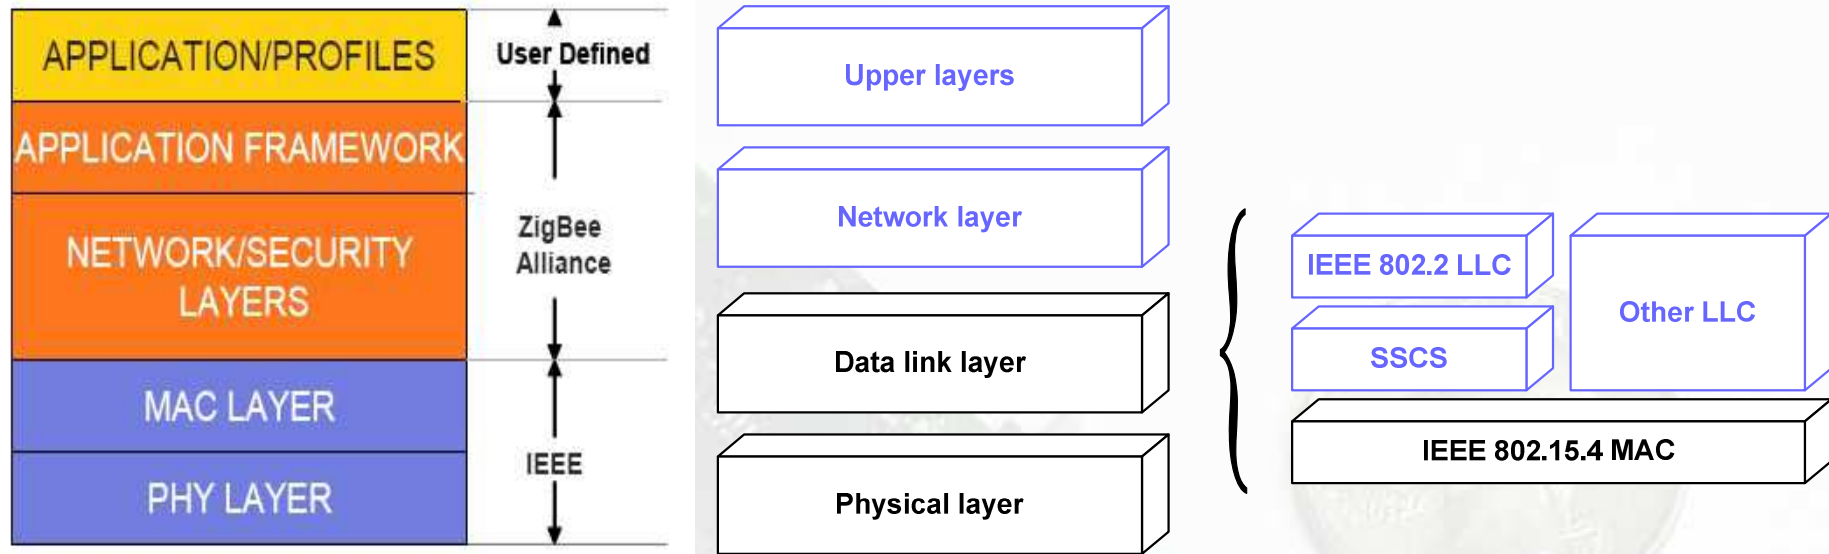 APPLICATION/PROFILES
User Defined
APPLICATION FRAMEWORK
NETWORK/SECURITY
LAYERS
ZigBee
Alliance
MAC LAYER
IEEE
PHY LAYER
Upper layers
Network layer
Data link layer
Physical layer
IEEE 802.2 LLC
SSCS
Other LLC
IEEE 802.15.4 MAC